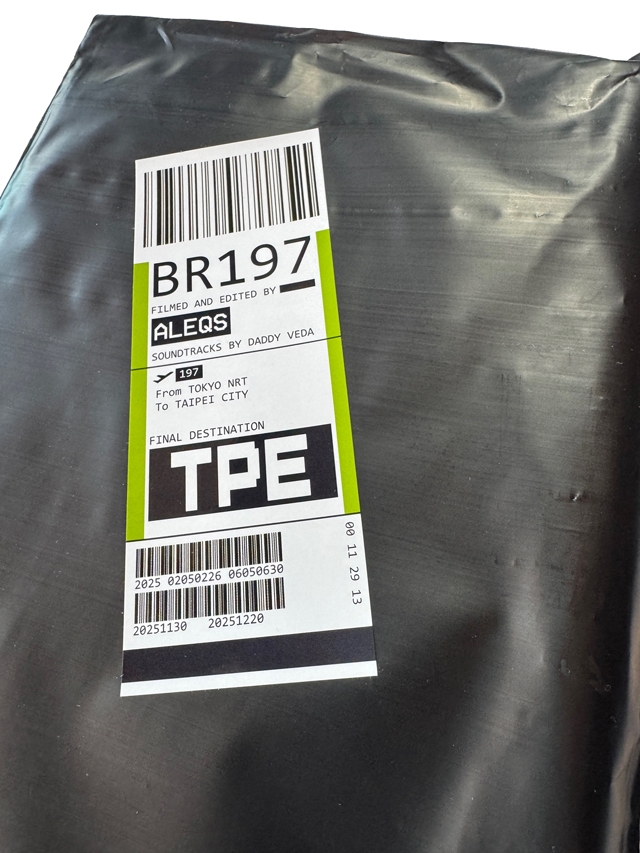 BR197
FILMED AND EDITED BY
ALEQS
SOUNDTRACKS BY DADDY VEDA
197
From TOKYO NRT
To TAIPEI CITY
FINAL DESTINATION
TPE
00 11 29 13
2025 02050226 06050630
20251130 20251220